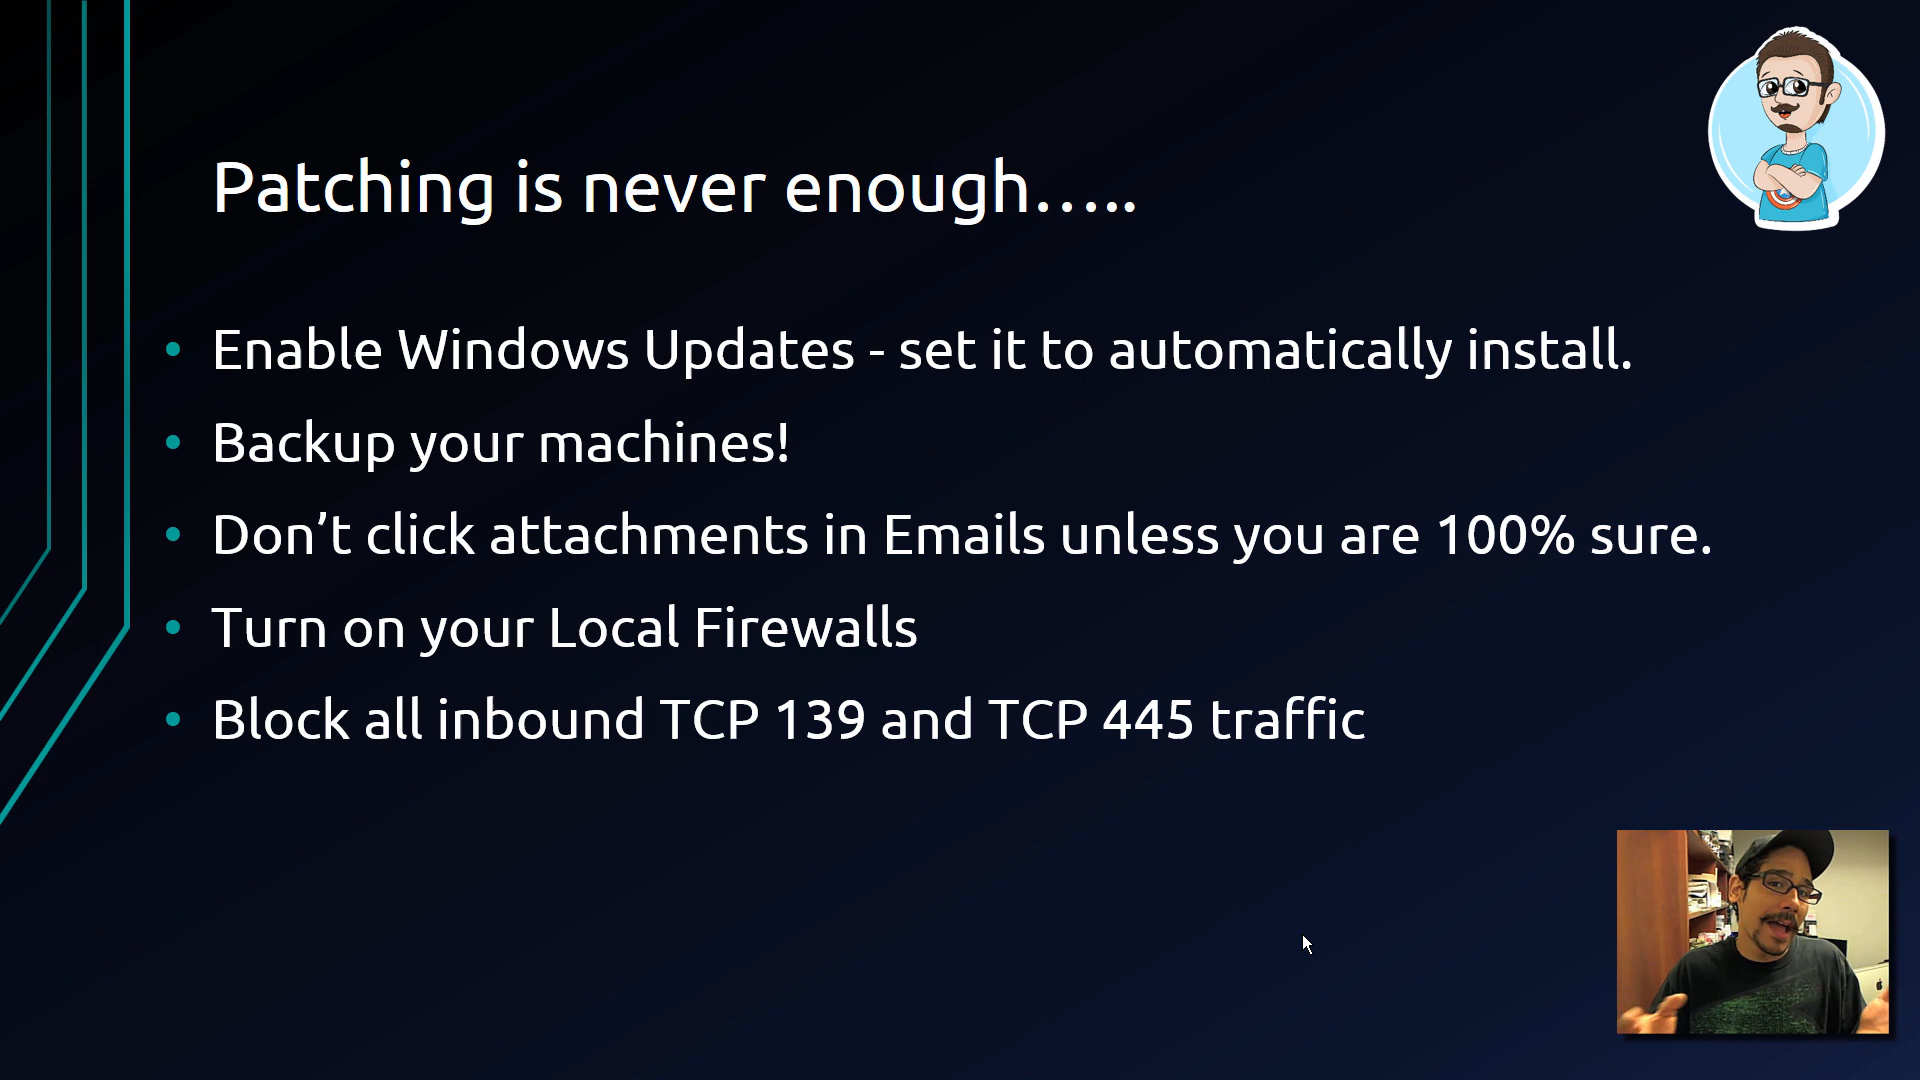 Patching is never enough…..
Enable Windows Updates - set it to automatically install.
Backup your machines!
Don’t click attachments in Emails unless you are 100% sure.
Turn on your Local Firewalls
Block all inbound TCP 139 and TCP 445 traffic